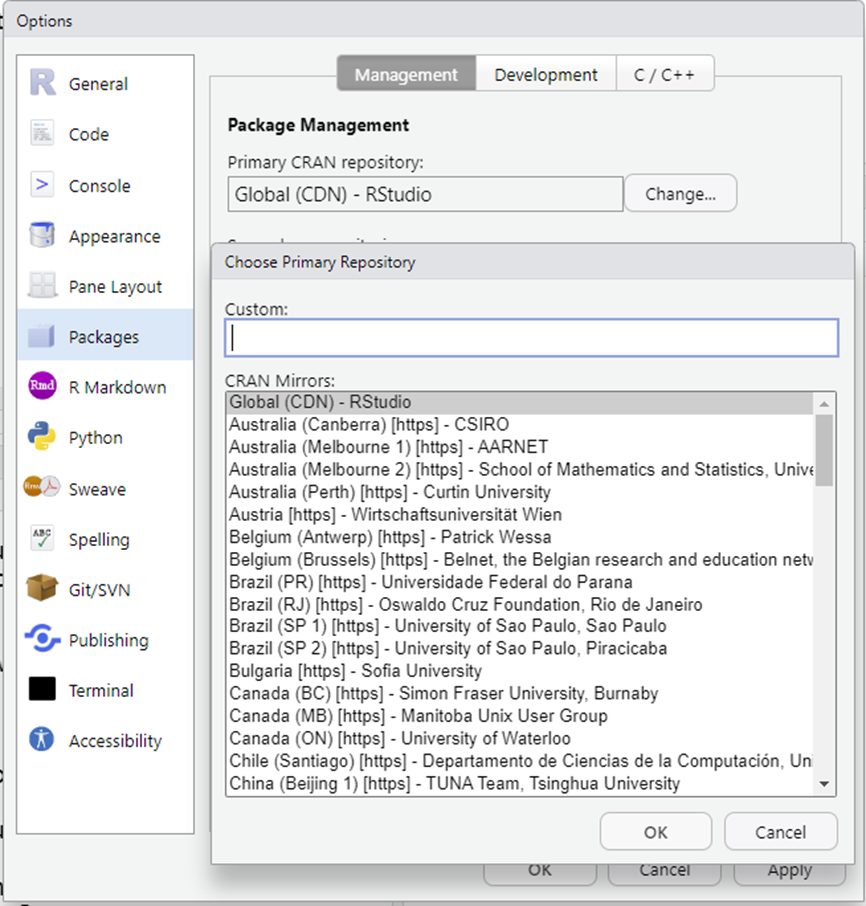 Options
General
Code
Console
Appearance
Pane Layout
Packages
Rmd R Markdown
Python
Sweave
ABC Spelling
Git/SVN
Publishing
Terminal
Accessibility
Management Development C / C++
Package Management
Primary CRAN repository:
Global (CDN) - RStudio Change...
Choose Primary Repository
Custom:
CRAN Mirrors:
Global (CDN) - RStudio
Australia (Canberra) [https] - CSIRO
Australia (Melbourne 1) [https] - AARNET
Australia (Melbourne 2) [https] - School of Mathematics and Statistics, Unive
Australia (Perth) [https] - Curtin University
Austria [https] - Wirtschaftsuniversität Wien
Belgium (Antwerp) [https] - Patrick Wessa
Belgium (Brussels) [https] - Belnet, the Belgian research and education netw
Brazil (PR) [https] - Universidade Federal do Parana
Brazil (RJ) [https] - Oswaldo Cruz Foundation, Rio de Janeiro
Brazil (SP 1) [https] - University of Sao Paulo, Sao Paulo
Brazil (SP 2) [https] - University of Sao Paulo, Piracicaba
Bulgaria [https] - Sofia University
Canada (BC) [https] - Simon Fraser University, Burnaby
Canada (MB) [https] - Manitoba Unix User Group
Canada (ON) [https] - University of Waterloo
Chile (Santiago) [https] - Departamento de Ciencias de la Computación, Uni
China (Beijing 1) [https] - TUNA Team, Tsinghua University
OK Cancel
OK Cancel Apply